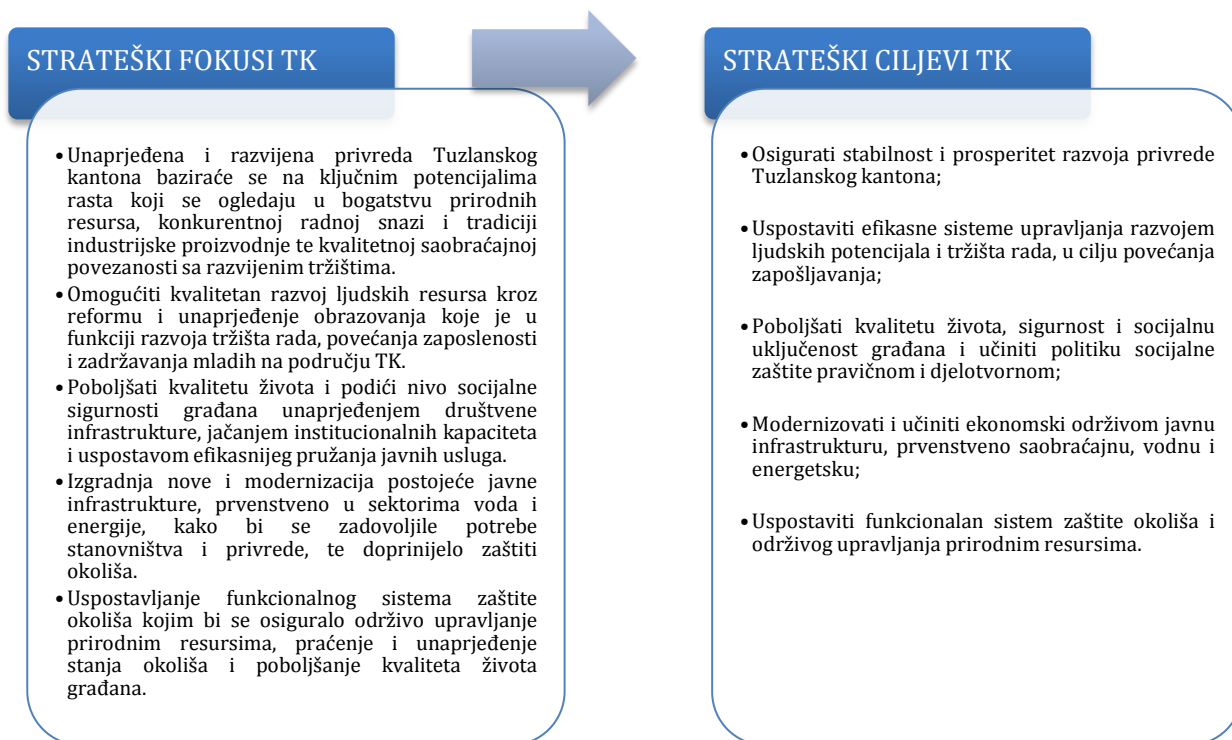 STRATEŠKI FOKUSI TK
•Unaprjeđena i razvijena privreda Tuzlanskog
kantona baziraće se na ključnim potencijalima
rasta koji se ogledaju u bogatstvu prirodnih
resursa, konkurentnoj radnoj snazi i tradiciji
industrijske proizvodnje te kvalitetnoj saobraćajnoj
povezanosti sa razvijenim tržištima.
•Omogućiti kvalitetan razvoj ljudskih resursa kroz
reformu i unaprjeđenje obrazovanja koje je u
funkciji razvoja tržišta rada, povećanja zaposlenosti
i zadržavanja mladih na području TK.
•Poboljšati kvalitetu života i podići nivo socijalne
sigurnosti građana unaprjeđenjem društvene
infrastrukture, jačanjem institucionalnih kapaciteta
i uspostavom efikasnijeg pružanja javnih usluga.
•Izgradnja nove i modernizacija postojeće javne
infrastrukture, prvenstveno u sektorima voda i
energije, kako bi se zadovoljile potrebe
stanovništva i privrede, te doprinijelo zaštiti
okoliša.
•Uspostavljanje funkcionalnog sistema zaštite
okoliša kojim bi se osiguralo održivo upravljanje
prirodnim resursima, praćenje i unaprjeđenje
stanja okoliša i poboljšanje kvaliteta života
građana.
STRATEŠKI CILJEVI TK
•Osigurati stabilnost i prosperitet razvoja privrede
Tuzlanskog kantona;
•Uspostaviti efikasne sisteme upravljanja razvojem
ljudskih potencijala i tržišta rada, u cilju povećanja
zapošljavanja;
•Poboljšati kvalitetu života, sigurnost i socijalnu
uključenost građana i učiniti politiku socijalne
zaštite pravičnom i djelotvornom;
•Modernizovati i učiniti ekonomski održivom javnu
infrastrukturu, prvenstveno saobraćajnu, vodnu i
energetsku;
•Uspostaviti funkcionalan sistem zaštite okoliša i
održivog upravljanja prirodnim resursima.